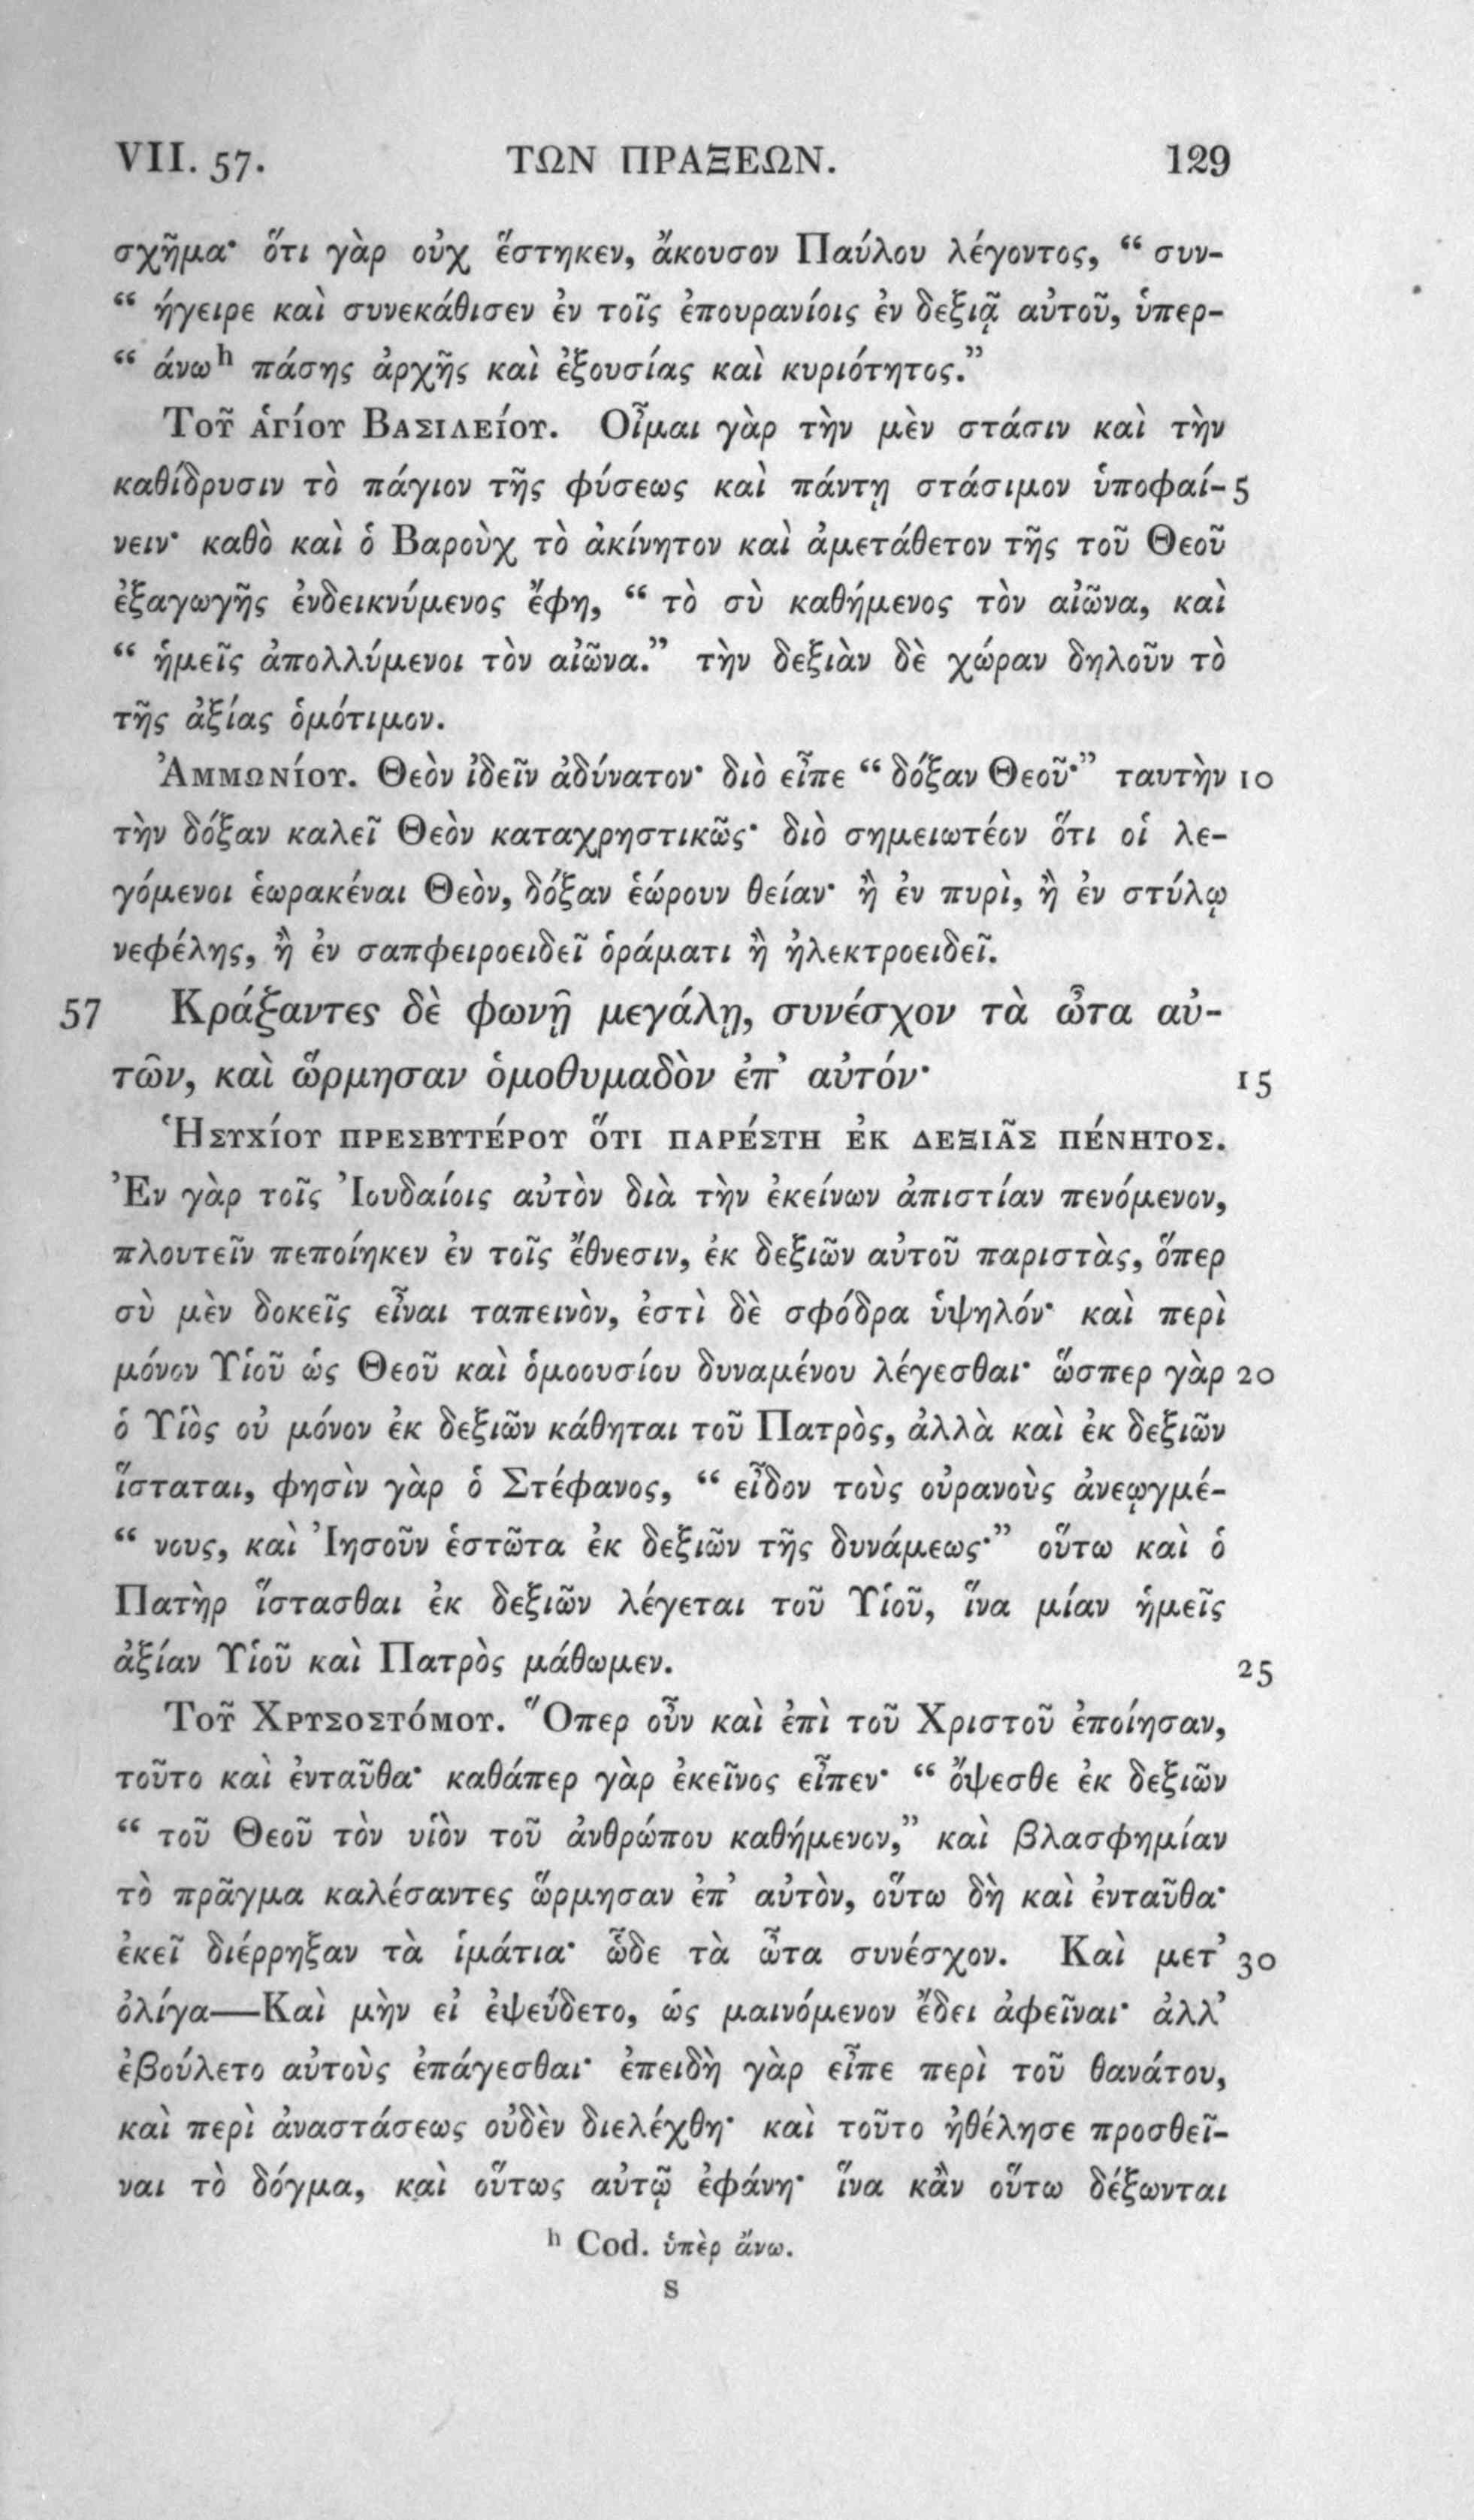 VII. 57. ΤΩΝ ΠΡΑΞΕΩΝ. 129
σχῆμα· ὅτι γὰρ οὐχ ἕστηκεν, ἄκουσον Παύλου λέγοντος, “ συν-
“ ήγειρε καὶ συνεκάθισεν ἐν τοῖς ἐπουρανίοις ἐν δεξιᾷ αὐτοῦ, ὑπερ-
“ άνωʰ πάσης ἀρχῆς καὶ ἐξουσίας καὶ κυριότητος.”
Τοῦ ἁγίου Βασιλείου. Οἶμαι γὰρ τὴν μὲν στάσιν καὶ τὴν
καθίδρυσιν τὸ πάγιον τῆς φύσεως καὶ πάντῃ στάσιμον ὑποφαί- 5
νειν· καθὸ καὶ ὁ Βαροὺχ τὸ ἀκίνητον καὶ ἀμετάθετον τῆς τοῦ Θεοῦ
ἐξαγωγῆς ἐνδεικνύμενος ἔφη, “ τὸ σὺ καθήμενος τὸν αἰῶνα, καὶ
“ ἡμεῖς ἀπολλύμενοι τὸν αἰῶνα.” τὴν δεξιὰν δὲ χώραν δηλοῦν τὸ
τῆς ἀξίας ὁμότιμον.
Ἀμμωνίου. Θεὸν ἰδεῖν ἀδύνατον· διὸ εἶπε “ δόξαν Θεοῦ·” ταυτὴν 10
τὴν δόξαν καλεῖ Θεὸν καταχρηστικῶς· διὸ σημειωτέον ὅτι οἱ λε-
γόμενοι ἑωρακέναι Θεὸν, δόξαν ἑώρουν θείαν· ἢ ἐν πυρὶ, ἢ ἐν στύλῳ
νεφέλης, ἢ ἐν σαπφειροειδεῖ ὁράματι ἢ ἠλεκτροειδεῖ.
57 Κράξαντες δὲ φωνῇ μεγάλῃ, συνέσχον τὰ ὦτα αὐ-
τῶν, καὶ ὥρμησαν ὁμοθυμαδὸν ἐπ’ αὐτόν· 15
Ἡσυχίου πρεσβυτέρου ὅτι παρέστη ἐκ δεξιᾶς πένητος.
Ἐν γὰρ τοῖς Ἰουδαίοις αὐτὸν διὰ τὴν ἐκείνων ἀπιστίαν πενόμενον,
πλουτεῖν πεποίηκεν ἐν τοῖς ἔθνεσιν, ἐκ δεξιῶν αὐτοῦ παριστὰς, ὅπερ
σὺ μὲν δοκεῖς εἶναι ταπεινὸν, ἐστὶ δὲ σφόδρα ὑψηλόν· καὶ περὶ
μόνον Υἱοῦ ὡς Θεοῦ καὶ ὁμοουσίου δυναμένου λέγεσθαι· ὥσπερ γὰρ 20
ὁ Υἱὸς οὐ μόνον ἐκ δεξιῶν κάθηται τοῦ Πατρὸς, ἀλλὰ καὶ ἐκ δεξιῶν
ἵσταται, φησὶν γὰρ ὁ Στέφανος, “ εἶδον τοὺς οὐρανοὺς ἀνεῳγμέ-
“ νους, καὶ Ἰησοῦν ἑστῶτα ἐκ δεξιῶν τῆς δυνάμεως·” οὕτω καὶ ὁ
Πατὴρ ἵστασθαι ἐκ δεξιῶν λέγεται τοῦ Υἱοῦ, ἵνα μίαν ἡμεῖς
ἀξίαν Υἱοῦ καὶ Πατρὸς μάθωμεν. 25
Τοῦ Χρυσοστόμου. Ὅπερ οὖν καὶ ἐπὶ τοῦ Χριστοῦ ἐποίησαν,
τοῦτο καὶ ἐνταῦθα· καθάπερ γὰρ ἐκεῖνος εἶπεν· “ ὄψεσθε ἐκ δεξιῶν
“ τοῦ Θεοῦ τὸν υἱὸν τοῦ ἀνθρώπου καθήμενον,” καὶ βλασφημίαν
τὸ πρᾶγμα καλέσαντες ὥρμησαν ἐπ’ αὐτὸν, οὕτω δὴ καὶ ἐνταῦθα·
ἐκεῖ διέρρηξαν τὰ ἱμάτια· ὧδε τὰ ὦτα συνέσχον. Καὶ μετ’ 30
ὀλίγα—Καὶ μὴν εἰ ἐψεύδετο, ὡς μαινόμενον ἔδει ἀφεῖναι· ἀλλ’
ἐβούλετο αὐτοὺς ἐπάγεσθαι· ἐπειδὴ γὰρ εἶπε περὶ τοῦ θανάτου,
καὶ περὶ ἀναστάσεως οὐδὲν διελέχθη· καὶ τοῦτο ἠθέλησε προσθεῖ-
ναι τὸ δόγμα, καὶ οὕτως αὐτῷ ἐφάνη· ἵνα κἂν οὕτω δέξωνται
ʰ Cod. ὑπὲρ ἄνω.
S